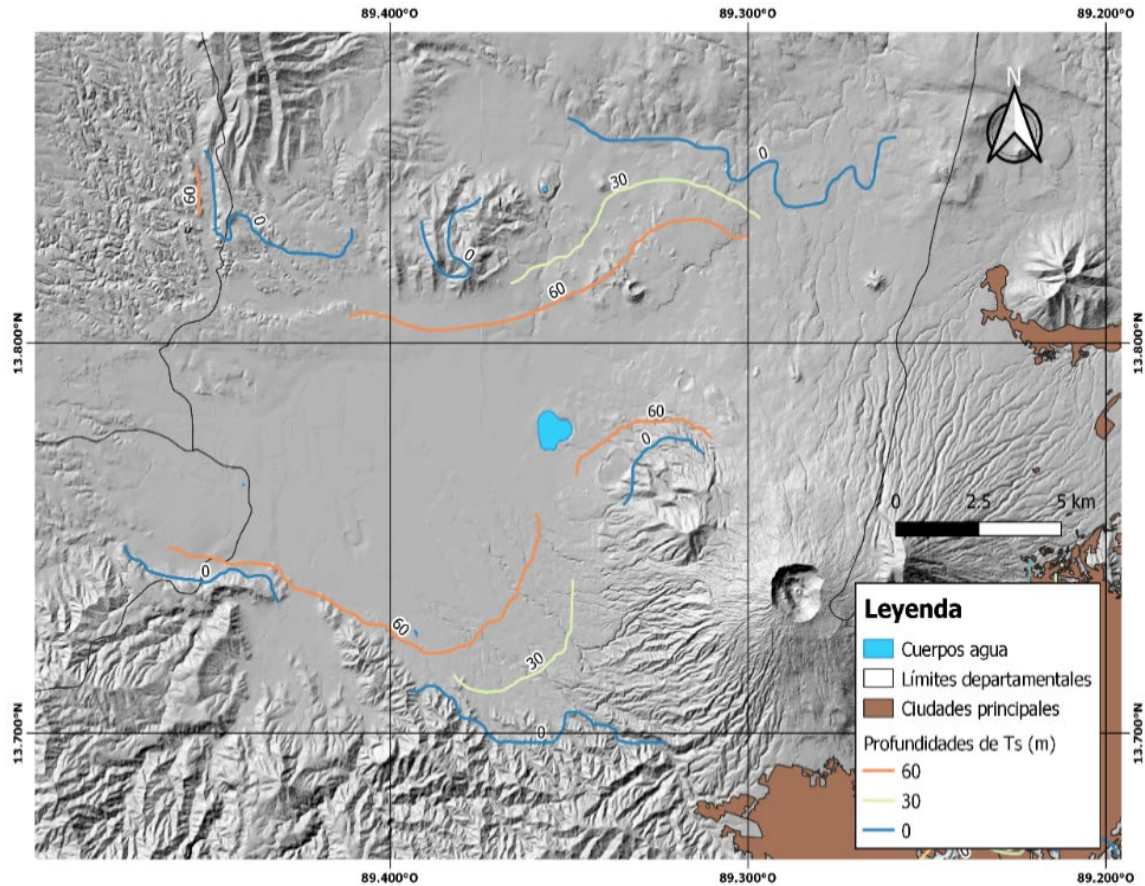 89.400°O
89.300°O
89.200°O
N
0
60
0
30
0
60
13.800°N
13.800°N
60
0
0
2.5
5 km
0
60
30
0
13.700°N
13.700°N
Leyenda
Cuerpos agua
Límites departamentales
Ciudades principales
Profundidades de Ts (m)
60
30
0
89.400°O
89.300°O
89.200°O